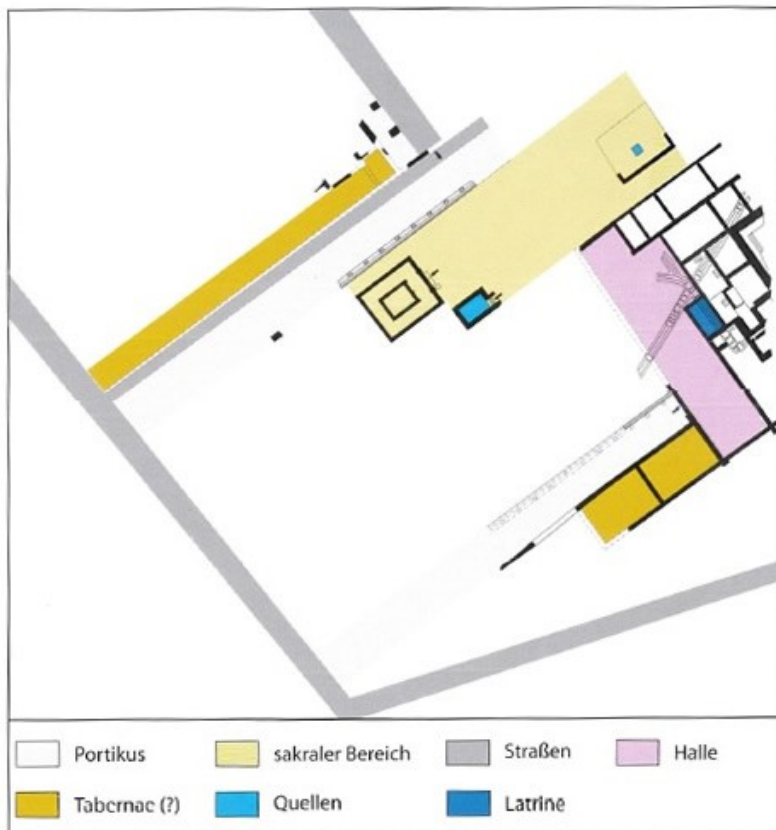 Portikus
sakraler Bereich
Straßen
Halle
Tabernae (?)
Quellen
Latrine